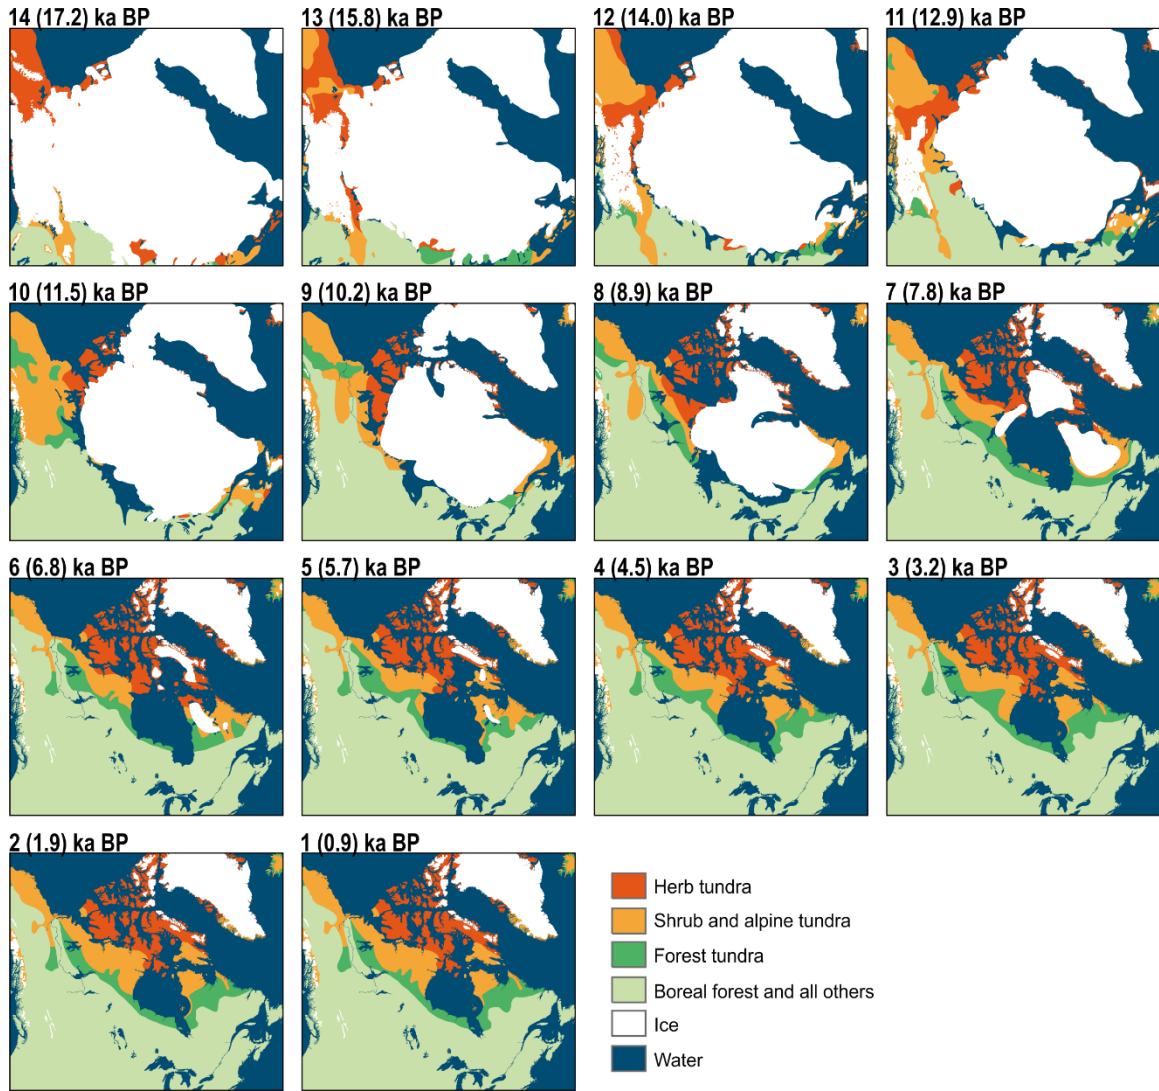 14 (17.2) ka BP
13 (15.8) ka BP
12 (14.0) ka BP
11 (12.9) ka BP
10 (11.5) ka BP
9 (10.2) ka BP
8 (8.9) ka BP
7 (7.8) ka BP
6 (6.8) ka BP
5 (5.7) ka BP
4 (4.5) ka BP
3 (3.2) ka BP
2 (1.9) ka BP
1 (0.9) ka BP
Herb tundra
Shrub and alpine tundra
Forest tundra
Boreal forest and all others
Ice
Water